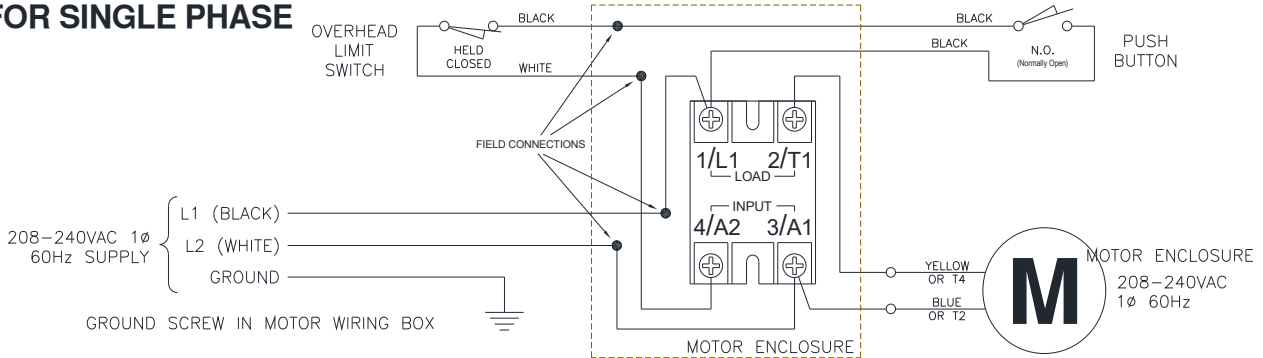 FOR SINGLE PHASE
OVERHEAD
LIMIT
SWITCH
BLACK
HELD
CLOSED
WHITE
BLACK
BLACK
N.O.
(Normally Open)
PUSH
BUTTON
FIELD CONNECTIONS
1/L1 2/T1
LOAD
INPUT
4/A2 3/A1
208-240VAC 1ø
60Hz SUPPLY
L1 (BLACK)
L2 (WHITE)
GROUND
GROUND SCREW IN MOTOR WIRING BOX
YELLOW
OR T4
BLUE
OR T2
M
MOTOR ENCLOSURE
208-240VAC
1ø 60Hz
MOTOR ENCLOSURE